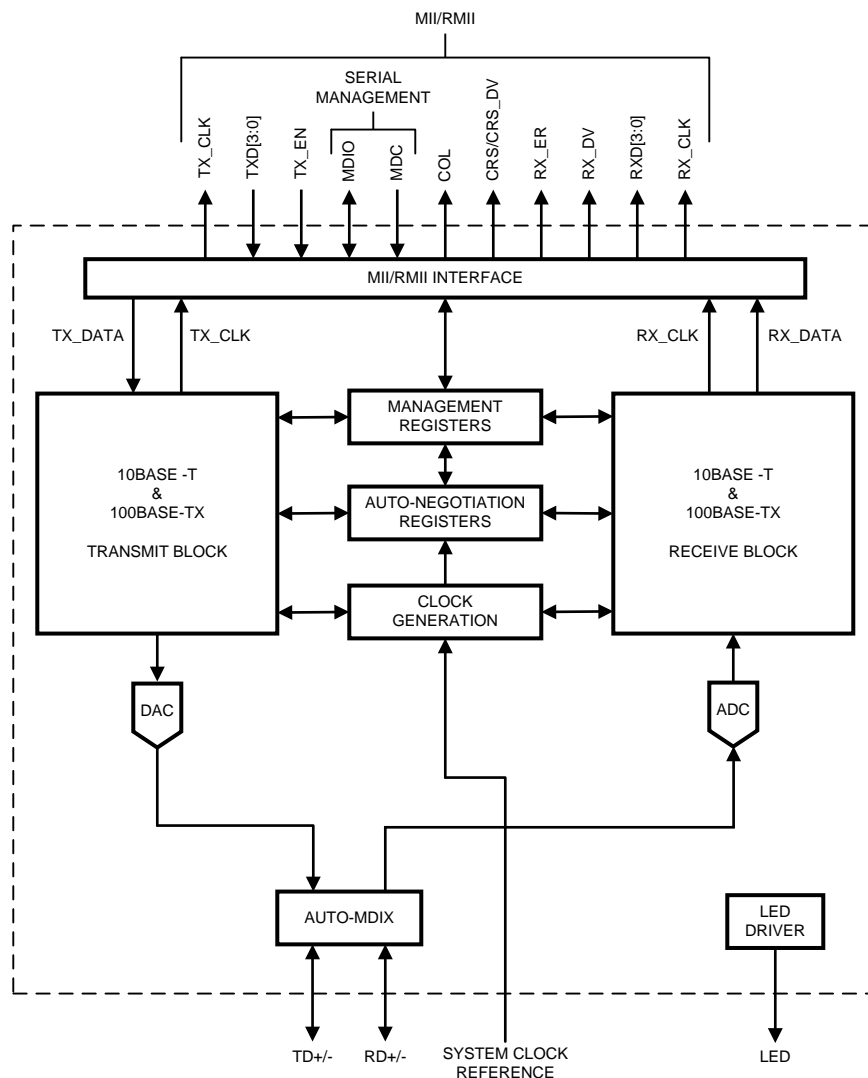 MII/RMII
SERIAL
MANAGEMENT
TX_CLK
TXD[3:0]
TX_EN
MDIO
MDC
COL
CRS/CRS_DV
RX_ER
RX_DV
RXD[3:0]
RX_CLK
MII/RMII INTERFACE
TX_DATA
TX_CLK
RX_CLK
RX_DATA
10BASE -T
&
100BASE-TX
TRANSMIT BLOCK
MANAGEMENT
REGISTERS
AUTO-NEGOTIATION
REGISTERS
CLOCK
GENERATION
10BASE -T
&
100BASE-TX
RECEIVE BLOCK
DAC
ADC
AUTO-MDIX
LED
DRIVER
TD+/-
RD+/-
SYSTEM CLOCK
REFERENCE
LED